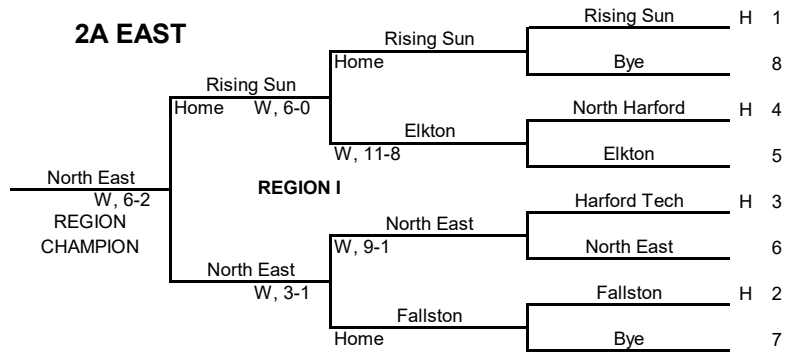 2A EAST
Rising Sun H 1
Rising Sun
Home
Bye 8
Rising Sun
Home W, 6-0
North Harford H 4
Elkton
W, 11-8
Elkton 5
North East
W, 6-2
REGION
CHAMPION
REGION I
Harford Tech H 3
North East
W, 9-1
North East 6
North East
W, 3-1
Fallston H 2
Fallston
Home
Bye 7